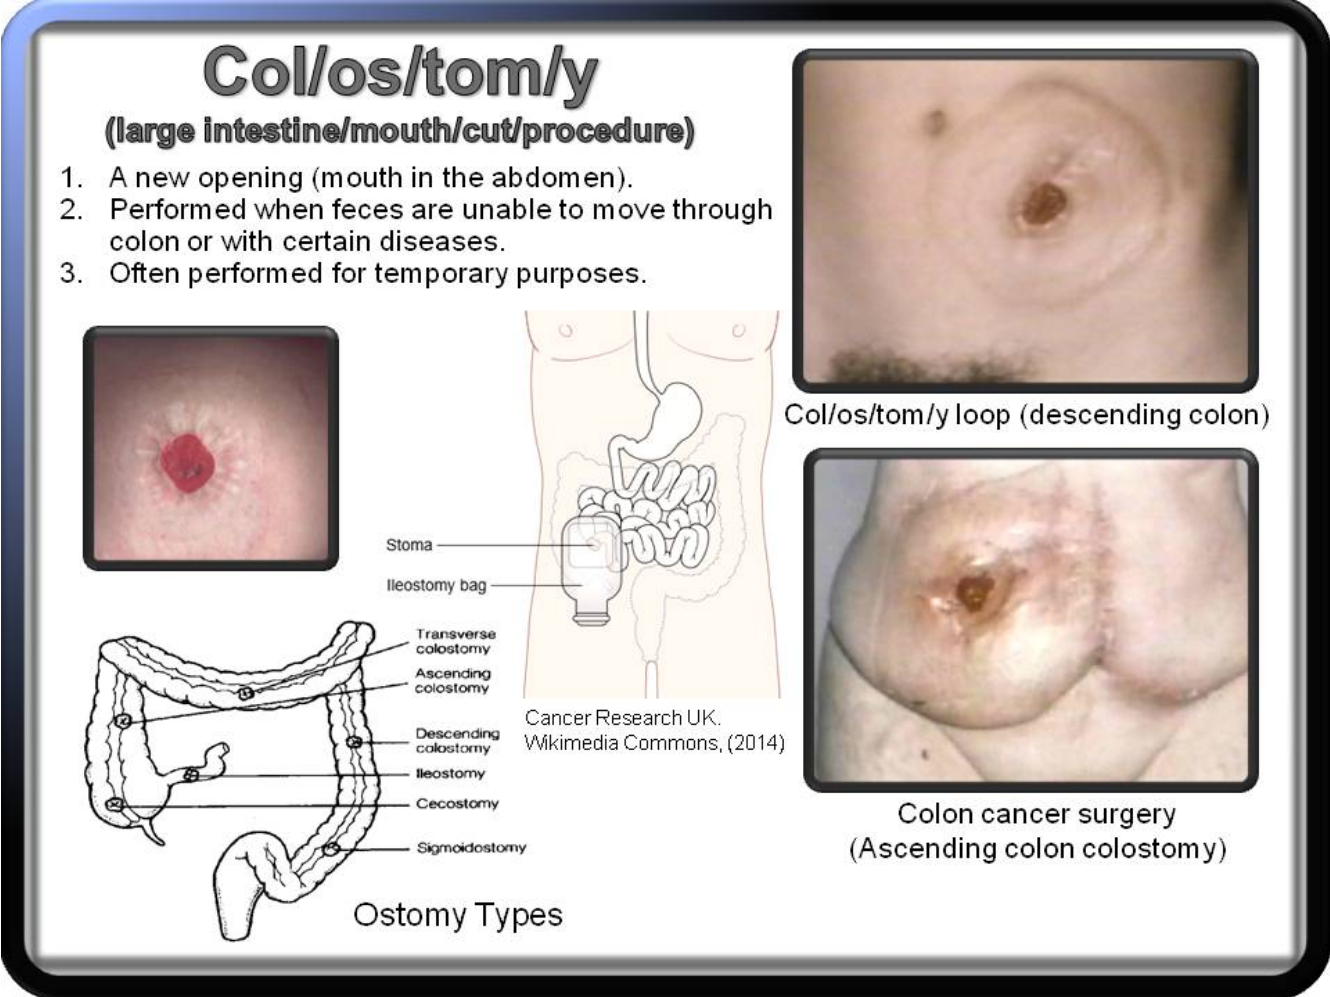 Col/os/tom/y
(large intestine/mouth/cut/procedure)
1. A new opening (mouth in the abdomen).
2. Performed when feces are unable to move through
colon or with certain diseases.
3. Often performed for temporary purposes.
Col/os/tom/y loop (descending colon)
Stoma
Ileostomy bag
Cancer Research UK.
Wikimedia Commons, (2014)
Transverse
colostomy
Ascending
colostomy
Descending
colostomy
Ileostomy
Cecostomy
Sigmoidostomy
Ostomy Types
Colon cancer surgery
(Ascending colon colostomy)